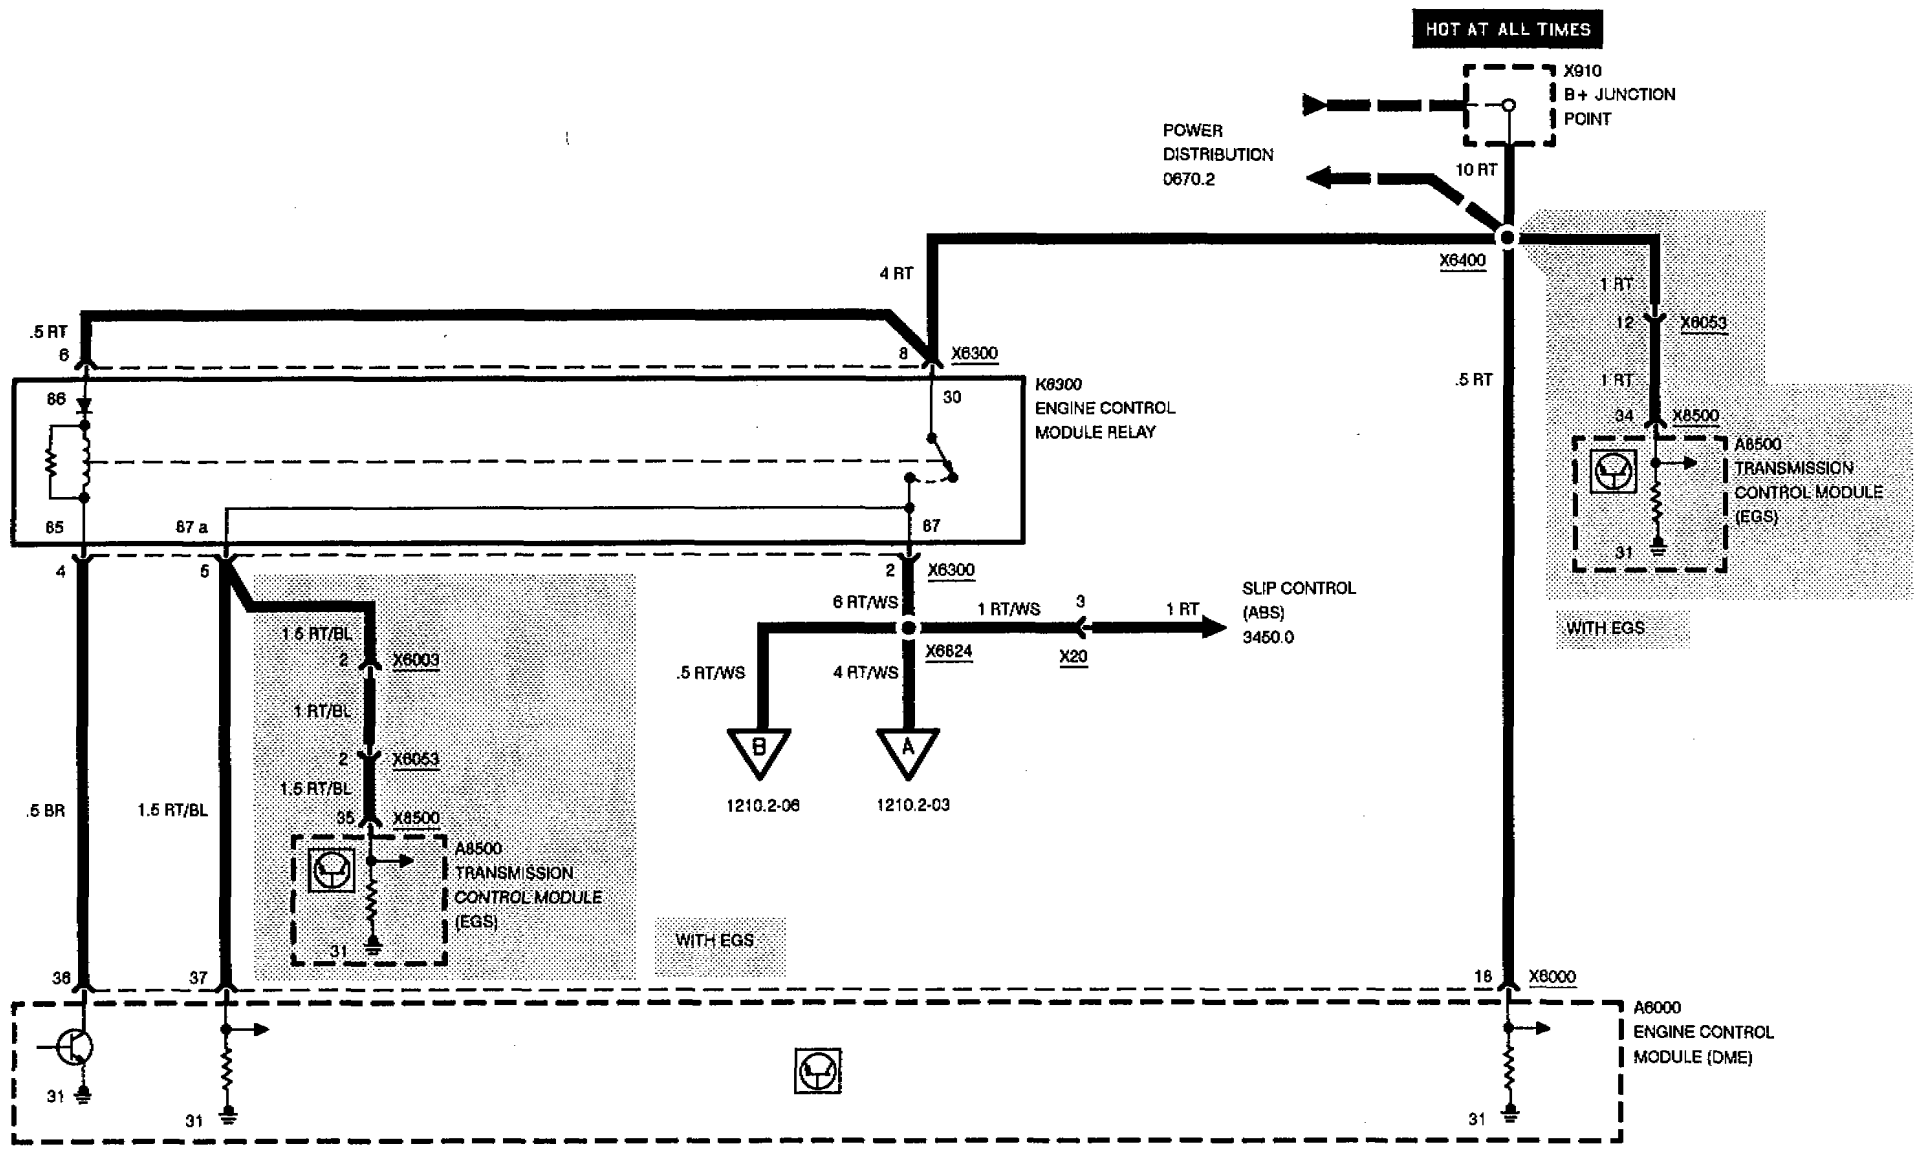 HOT AT ALL TIMES
X910
B+ JUNCTION
POINT
POWER
DISTRIBUTION
0670.2
10 RT
X6400
4 RT
1 RT
12
X6053
.5 RT
6
8
X6300
.5 RT
1 RT
34
X8500
86
30
K6300
ENGINE CONTROL
MODULE RELAY
A8500
TRANSMISSION
CONTROL MODULE
(EGS)
31
85
87 a
87
4
5
2
X6300
6 RT/WS
1 RT/WS
3
1 RT
SLIP CONTROL
(ABS)
3450.0
WITH EGS
1.5 RT/BL
2
X6003
X6824
X20
.5 RT/WS
4 RT/WS
1 RT/BL
B
A
2
X6053
1.5 RT/BL
1210.2-06
1210.2-03
.5 BR
1.5 RT/BL
35
X8500
A8500
TRANSMISSION
CONTROL MODULE
(EGS)
31
WITH EGS
36
37
16
X6000
A6000
ENGINE CONTROL
MODULE (DME)
31
31
31